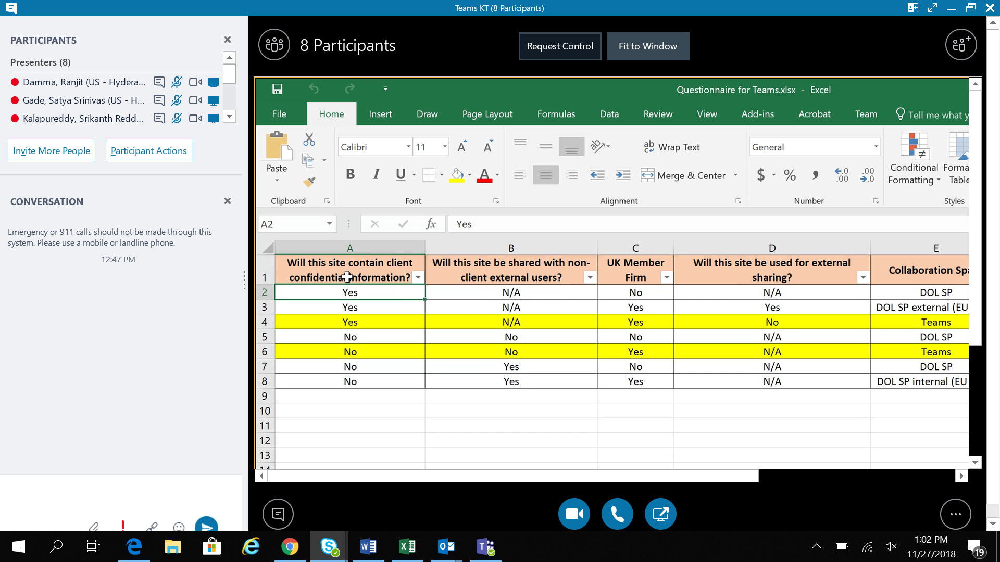 Teams KT (8 Participants)
PARTICIPANTS
Presenters (8)
Damma, Ranjit (US - Hydera...
Gade, Satya Srinivas (US - H...
Kalapureddy, Srikanth Redd...
Invite More People
Participant Actions
CONVERSATION
Emergency or 911 calls should not be made through this
system. Please use a mobile or landline phone.
12:47 PM
8 Participants
Request Control
Fit to Window
Questionnaire for Teams.xlsx - Excel
File Home Insert Draw Page Layout Formulas Data Review View Add-ins Acrobat Team Tell me what y
Paste
Clipboard
Calibri 11
B I U A
Font
Wrap Text
Merge & Center
Alignment
General
$ % ,
Number
Conditional
Formatting
Forma
Table
Styles
A2 fx Yes
A B C D E
1 Will this site contain client confidential information? Will this site be shared with non-client external users? UK Member Firm Will this site be used for external sharing? Collaboration Spa
2 Yes N/A No N/A DOL SP
3 Yes N/A Yes Yes DOL SP external (EU
4 Yes N/A Yes No Teams
5 No No No N/A DOL SP
6 No No Yes N/A Teams
7 No Yes No N/A DOL SP
8 No Yes Yes N/A DOL SP internal (EU
9
10
11
12
13
1:02 PM
11/27/2018
19